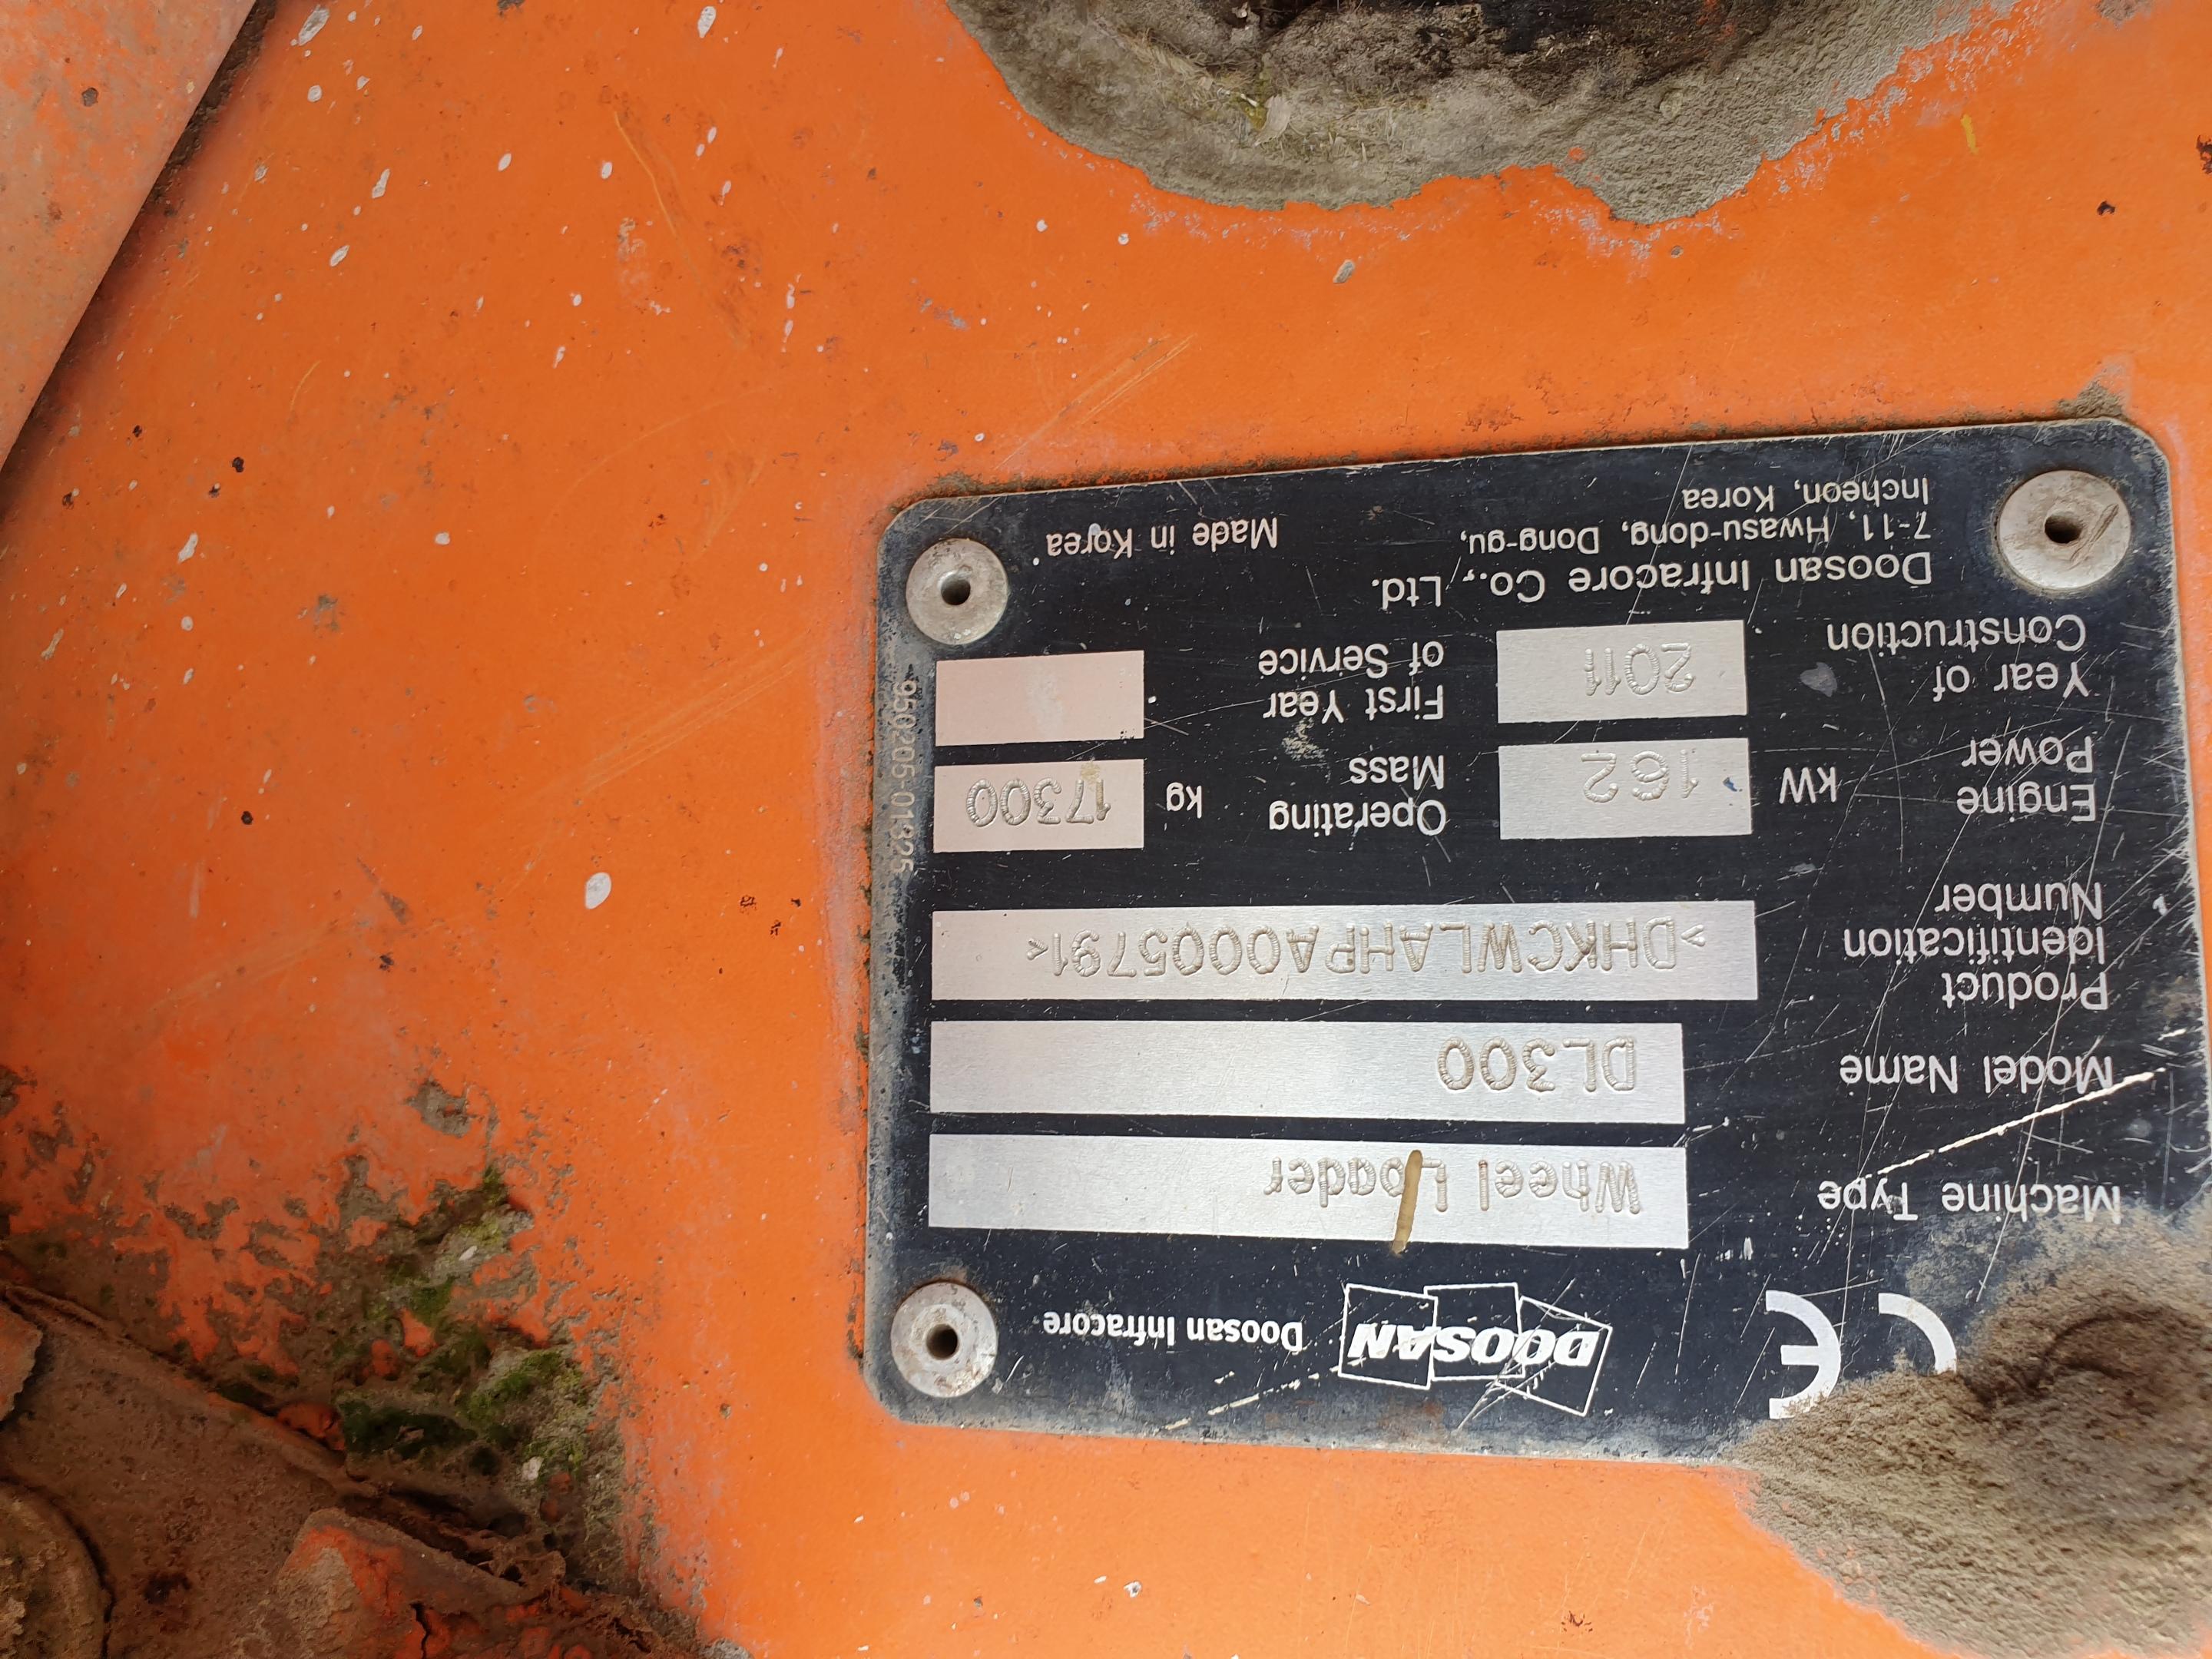 CE DOOSAN Doosan Infracore.
Machine Type Wheel Loader
Model Name DL300
Product
Identification
Number >DHKCWLAHPA0005791<
Engine
Power kW 162 Operating
Mass kg 17300
Year of
Construction 2011 First Year
of Service
Doosan Infracore Co., Ltd.
7-11, Hwasu-dong, Dong-gu,
Incheon, Korea
Made in Korea
950205-01325